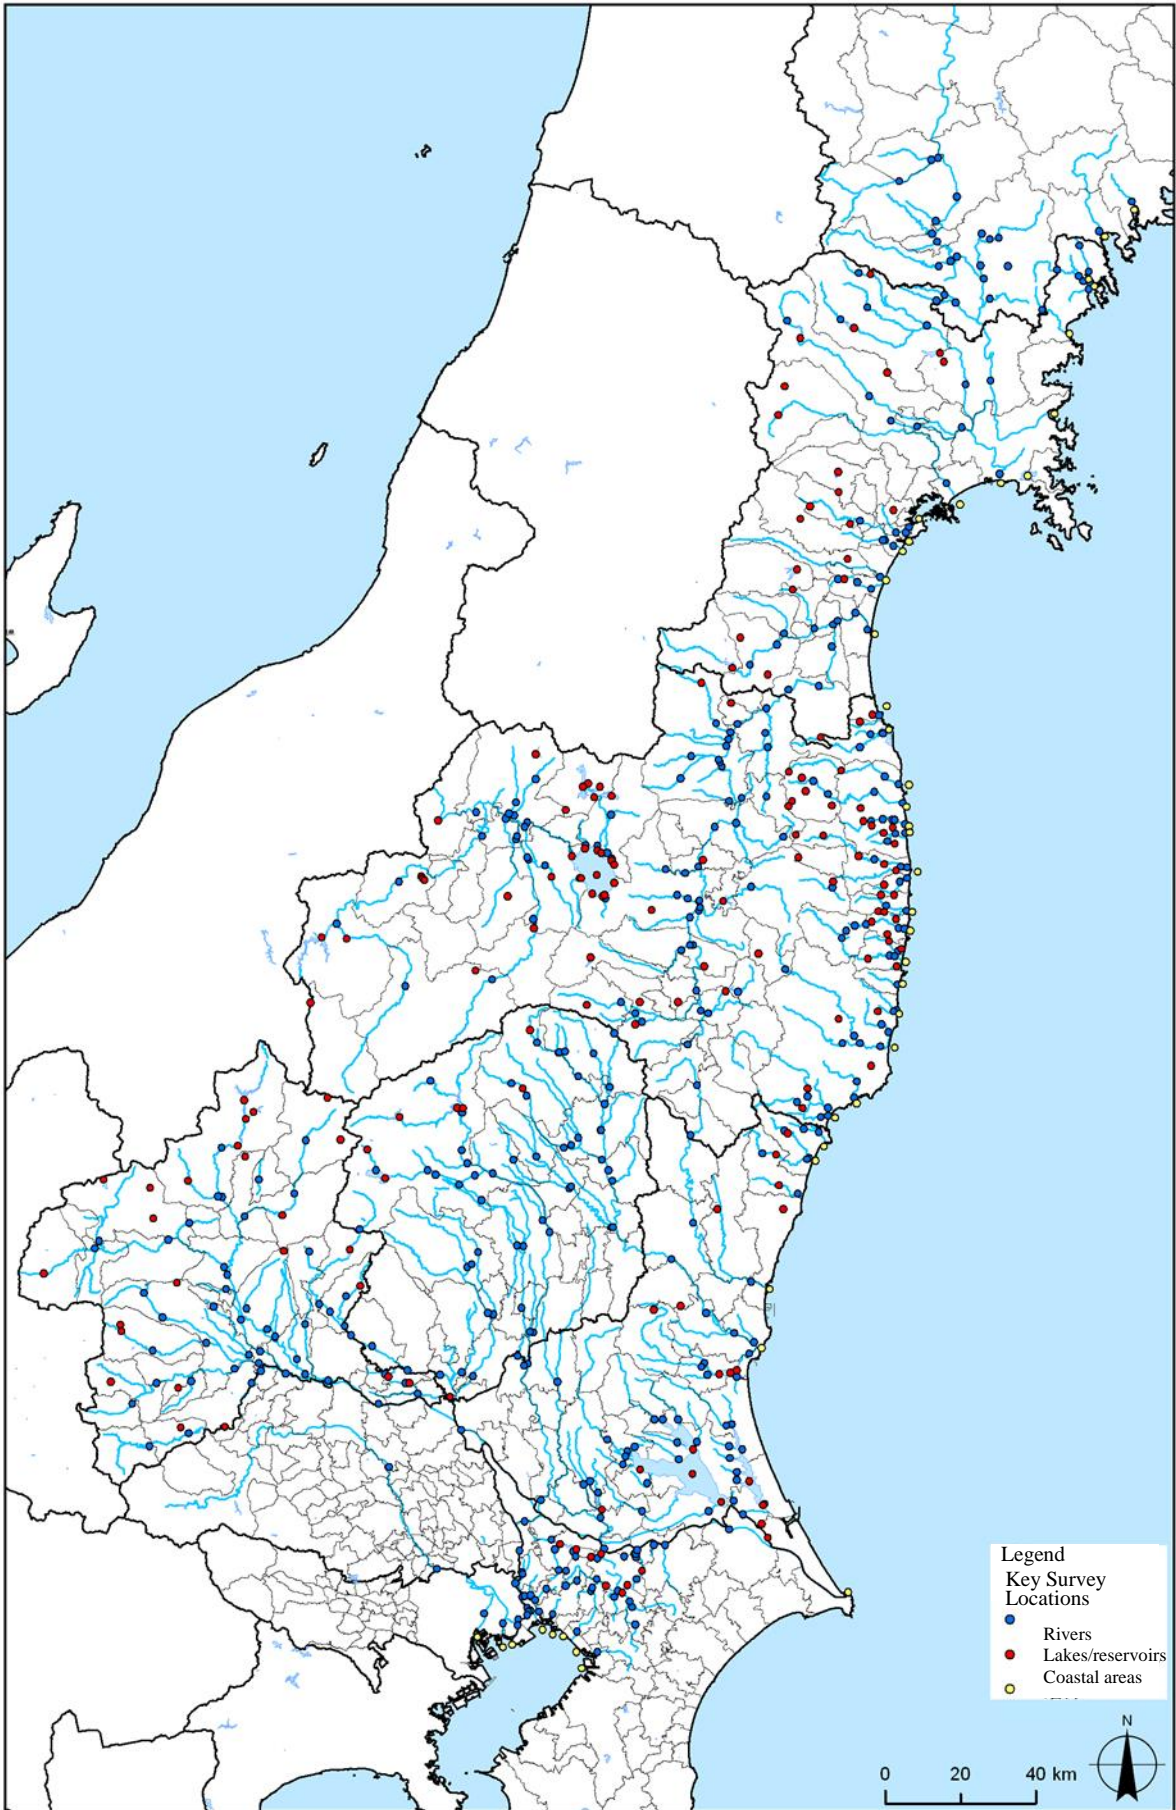 Legend
Key Survey
Locations
Rivers
Lakes/reservoirs
Coastal areas
N
0 20 40 km